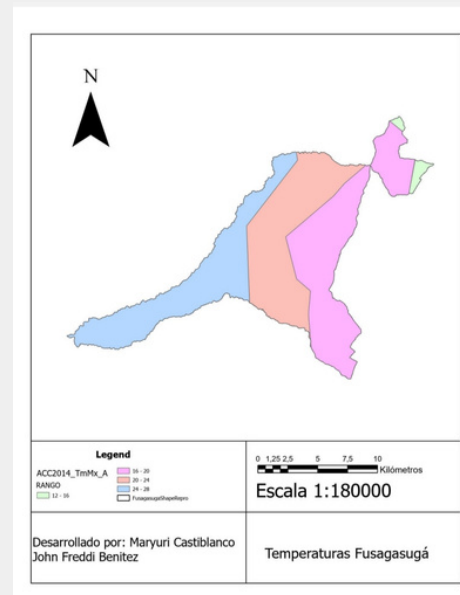 N
Legend
ACC2014_TmMx_A
RANGO
12 - 16
16 - 20
20 - 24
24 - 28
FusagasugaShapeRepro
0 1,25 2,5 5 7,5 10
Kilómetros
Escala 1:180000
Desarrollado por: Maryuri Castiblanco
John Freddi Benitez
Temperaturas Fusagasugá